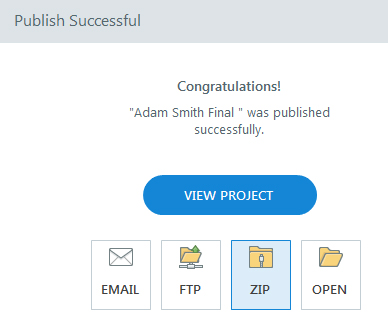 Publish Successful
Congratulations!
"Adam Smith Final " was published
successfully.
VIEW PROJECT
EMAIL
FTP
ZIP
OPEN